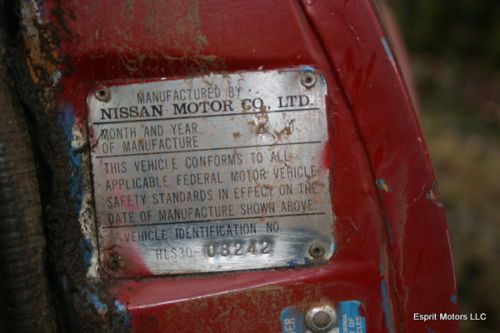 MANUFACTURED BY
NISSAN MOTOR CO., LTD.
MONTH AND YEAR
OF MANUFACTURE
THIS VEHICLE CONFORMS TO ALL
APPLICABLE FEDERAL MOTOR VEHICLE
SAFETY STANDARDS IN EFFECT ON THE
DATE OF MANUFACTURE SHOWN ABOVE.
VEHICLE IDENTIFICATION NO.
HLS30- 08242
Esprit Motors LLC